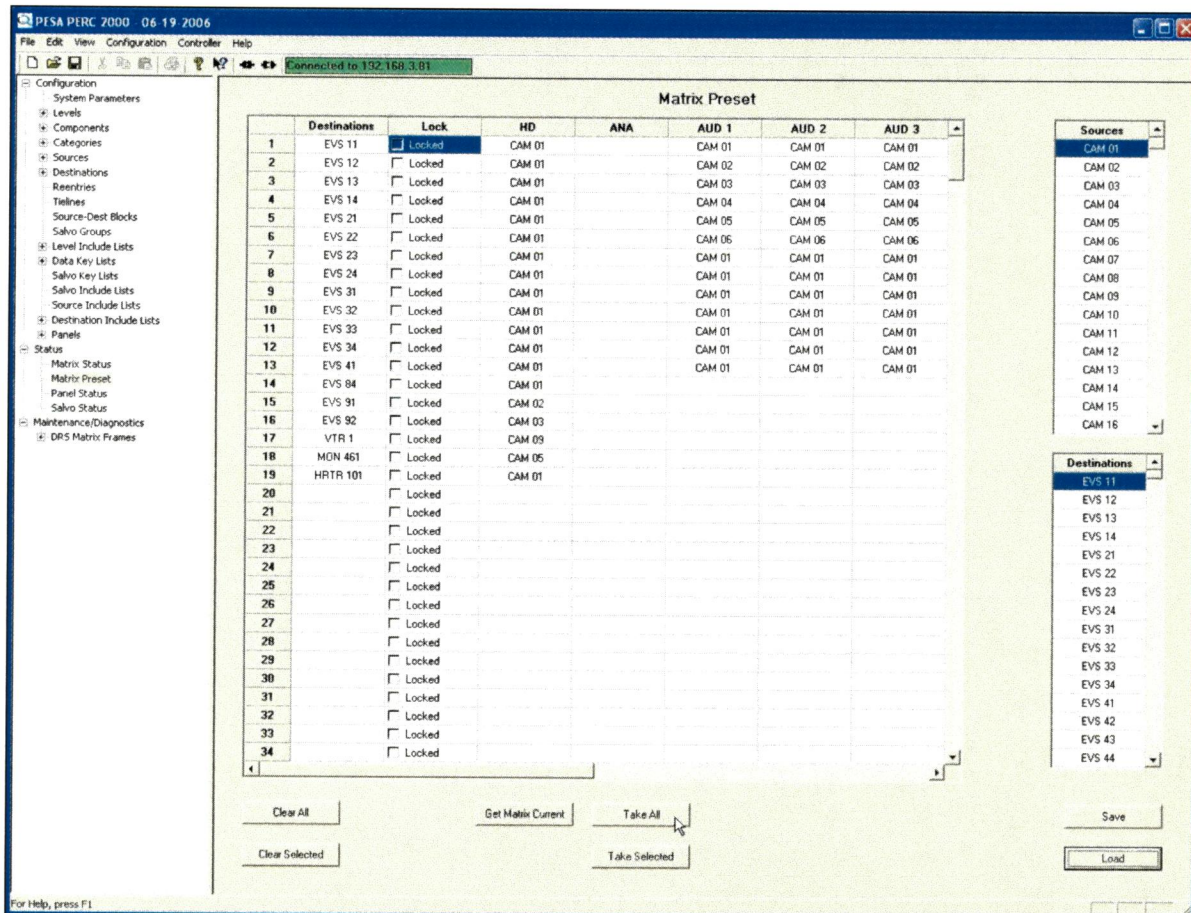 PESA PERC 2000 - 06-19-2006
File Edit View Configuration Controller Help
Connected to 192.168.3.81
Configuration
System Parameters
Levels
Components
Categories
Sources
Destinations
Reentries
Tielines
Source-Dest Blocks
Salvo Groups
Level Include Lists
Data Key Lists
Salvo Key Lists
Salvo Include Lists
Source Include Lists
Destination Include Lists
Panels
Status
Matrix Status
Matrix Preset
Panel Status
Salvo Status
Maintenance/Diagnostics
DRS Matrix Frames
Matrix Preset
Destinations Lock HD ANA AUD 1 AUD 2 AUD 3
1 EVS 11 Locked CAM 01 CAM 01 CAM 01 CAM 01
2 EVS 12 Locked CAM 01 CAM 02 CAM 02 CAM 02
3 EVS 13 Locked CAM 01 CAM 03 CAM 03 CAM 03
4 EVS 14 Locked CAM 01 CAM 04 CAM 04 CAM 04
5 EVS 21 Locked CAM 01 CAM 05 CAM 05 CAM 05
6 EVS 22 Locked CAM 01 CAM 06 CAM 06 CAM 06
7 EVS 23 Locked CAM 01 CAM 01 CAM 01 CAM 01
8 EVS 24 Locked CAM 01 CAM 01 CAM 01 CAM 01
9 EVS 31 Locked CAM 01 CAM 01 CAM 01 CAM 01
10 EVS 32 Locked CAM 01 CAM 01 CAM 01 CAM 01
11 EVS 33 Locked CAM 01 CAM 01 CAM 01 CAM 01
12 EVS 34 Locked CAM 01 CAM 01 CAM 01 CAM 01
13 EVS 41 Locked CAM 01 CAM 01 CAM 01 CAM 01
14 EVS 84 Locked CAM 01
15 EVS 91 Locked CAM 02
16 EVS 92 Locked CAM 03
17 VTR 1 Locked CAM 09
18 MON 461 Locked CAM 05
19 HRTR 101 Locked CAM 01
20 Locked
21 Locked
22 Locked
23 Locked
24 Locked
25 Locked
26 Locked
27 Locked
28 Locked
29 Locked
30 Locked
31 Locked
32 Locked
33 Locked
34 Locked
Sources
CAM 01
CAM 02
CAM 03
CAM 04
CAM 05
CAM 06
CAM 07
CAM 08
CAM 09
CAM 10
CAM 11
CAM 12
CAM 13
CAM 14
CAM 15
CAM 16
Destinations
EVS 11
EVS 12
EVS 13
EVS 14
EVS 21
EVS 22
EVS 23
EVS 24
EVS 31
EVS 32
EVS 33
EVS 34
EVS 41
EVS 42
EVS 43
EVS 44
Clear All Get Matrix Current Take All Save
Clear Selected Take Selected Load
For Help, press F1